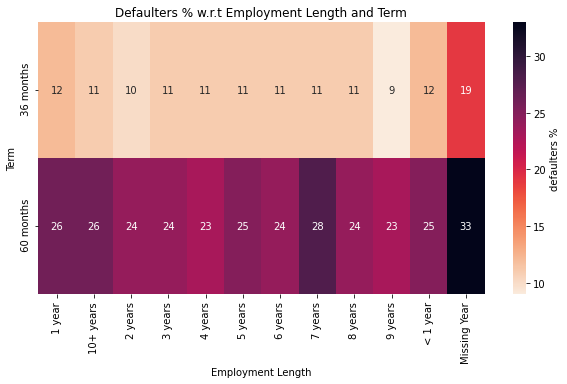 Defaulters % w.r.t Employment Length and Term
Term
36 months
12 11 10 11 11 11 11 11 11 9 12 19
60 months
26 26 24 24 23 25 24 28 24 23 25 33
1 year
10+ years
2 years
3 years
4 years
5 years
6 years
7 years
8 years
9 years
< 1 year
Missing Year
Employment Length
30
25
20
15
10
defaulters %